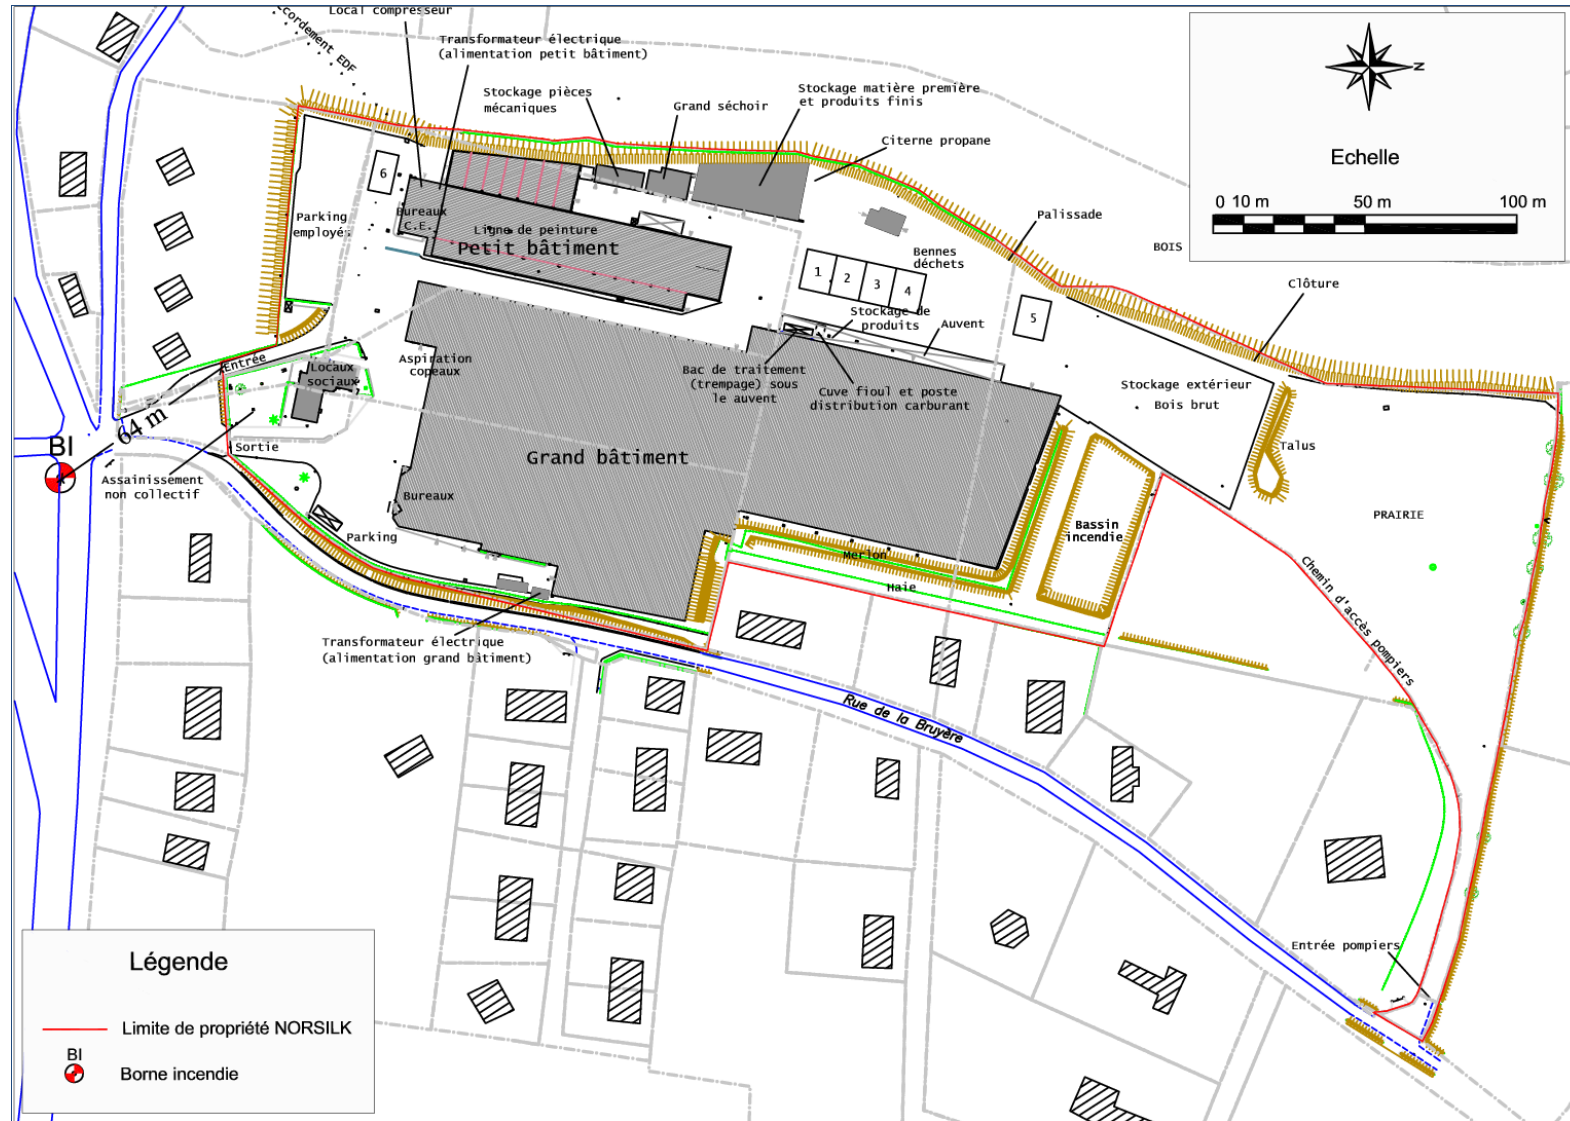 Local compresseur
cordement EDF
Transformateur électrique
(alimentation petit bâtiment)
Stockage pièces
mécaniques
Grand séchoir
Stockage matière première
et produits finis
Citerne propane
N
Echelle
0 10 m 50 m 100 m
Palissade
BOIS
Clôture
6
Parking
employé
Bureaux
C.E.
Ligne de peinture
Petit bâtiment
Bennes
déchets
1 2 3 4
5
Stockage de
produits
Auvent
Entrée
Locaux
sociaux
Aspiration
copeaux
Bac de traitement
(trempage) sous
le auvent
Cuve fioul et poste
distribution carburant
Stockage extérieur
Bois brut
Talus
64 m
BI
Sortie
Assainissement
non collectif
Grand bâtiment
Bureaux
Parking
Bassin
incendie
PRAIRIE
Merlon
Haie
Chemin d'accès pompiers
Transformateur électrique
(alimentation grand bâtiment)
Rue de la Bruyère
Entrée pompiers
Légende
Limite de propriété NORSILK
BI
Borne incendie